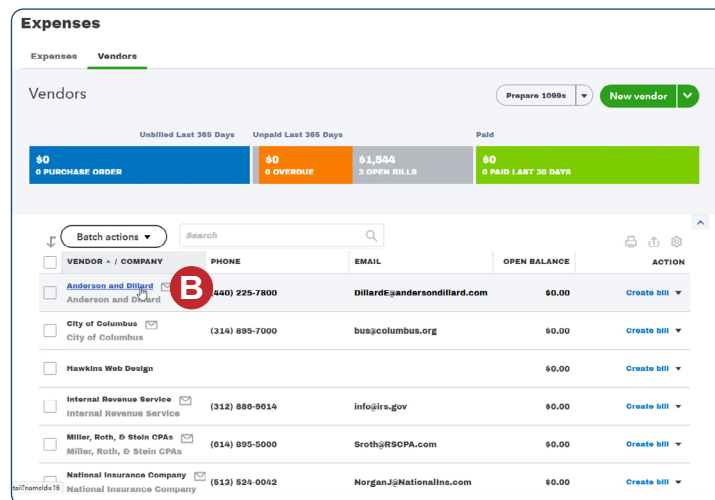 Expenses
Expenses Vendors
Vendors
Prepare 1099s
New vendor
Unbilled Last 365 Days Unpaid Last 365 Days Paid
$0 $0 $1,544 $0
0 PURCHASE ORDER 0 OVERDUE 3 OPEN BILLS 0 PAID LAST 30 DAYS
Batch actions Search
VENDOR / COMPANY PHONE EMAIL OPEN BALANCE ACTION
Anderson and Dillard
B
(440) 225-7800 DillardE@andersondillard.com $0.00 Create bill
Anderson and Dillard
City of Columbus
(314) 895-7000 bus@columbus.org $0.00 Create bill
City of Columbus
Hawkins Web Design $0.00 Create bill
Internal Revenue Service
(312) 886-9614 info@irs.gov $0.00 Create bill
Internal Revenue Service
Miller, Roth, & Stein CPAs
(614) 895-5000 Sroth@RSCPA.com $0.00 Create bill
Miller, Roth, & Stein CPAs
National Insurance Company
(513) 524-0042 NorganJ@NationalIns.com $0.00 Create bill
tail?nameId=16 National Insurance Company